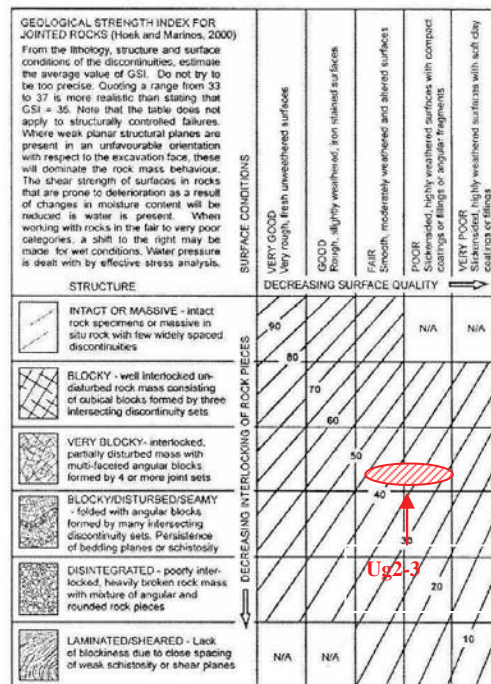 GEOLOGICAL STRENGTH INDEX FOR
JOINTED ROCKS (Hoek and Marinos, 2000)
From the lithology, structure and surface
conditions of the discontinuities, estimate
the average value of GSI. Do not try to
be too precise. Quoting a range from 33
to 37 is more realistic than stating that
GSI = 35. Note that the table does not
apply to structurally controlled failures.
Where weak planar structural planes are
present in an unfavourable orientation
with respect to the excavation face, these
will dominate the rock mass behaviour.
The shear strength of surfaces in rocks
that are prone to deterioration as a result
of changes in moisture content will be
reduced is water is present. When
working with rocks in the fair to very poor
categories, a shift to the right may be
made for wet conditions. Water pressure
is dealt with by effective stress analysis.
SURFACE CONDITIONS
VERY GOOD
Very rough, fresh unweathered surfaces
GOOD
Rough, slightly weathered, iron stained surfaces
FAIR
Smooth, moderately weathered and altered surfaces
POOR
Slickensided, highly weathered surfaces with compact
coatings or fillings or angular fragments
VERY POOR
Slickensided, highly weathered surfaces with soft clay
coatings or fillings
STRUCTURE
DECREASING SURFACE QUALITY
DECREASING INTERLOCKING OF ROCK PIECES
INTACT OR MASSIVE - intact
rock specimens or massive in
situ rock with few widely spaced
discontinuities
BLOCKY - well interlocked un-
disturbed rock mass consisting
of cubical blocks formed by three
intersecting discontinuity sets
VERY BLOCKY- interlocked,
partially disturbed mass with
multi-faceted angular blocks
formed by 4 or more joint sets
BLOCKY/DISTURBED/SEAMY
- folded with angular blocks
formed by many intersecting
discontinuity sets. Persistence
of bedding planes or schistosity
DISINTEGRATED - poorly inter-
locked, heavily broken rock mass
with mixture of angular and
rounded rock pieces
LAMINATED/SHEARED - Lack
of blockiness due to close spacing
of weak schistosity or shear planes
90
N/A
N/A
80
70
60
50
40
30
Ug2-3
20
10
N/A
N/A